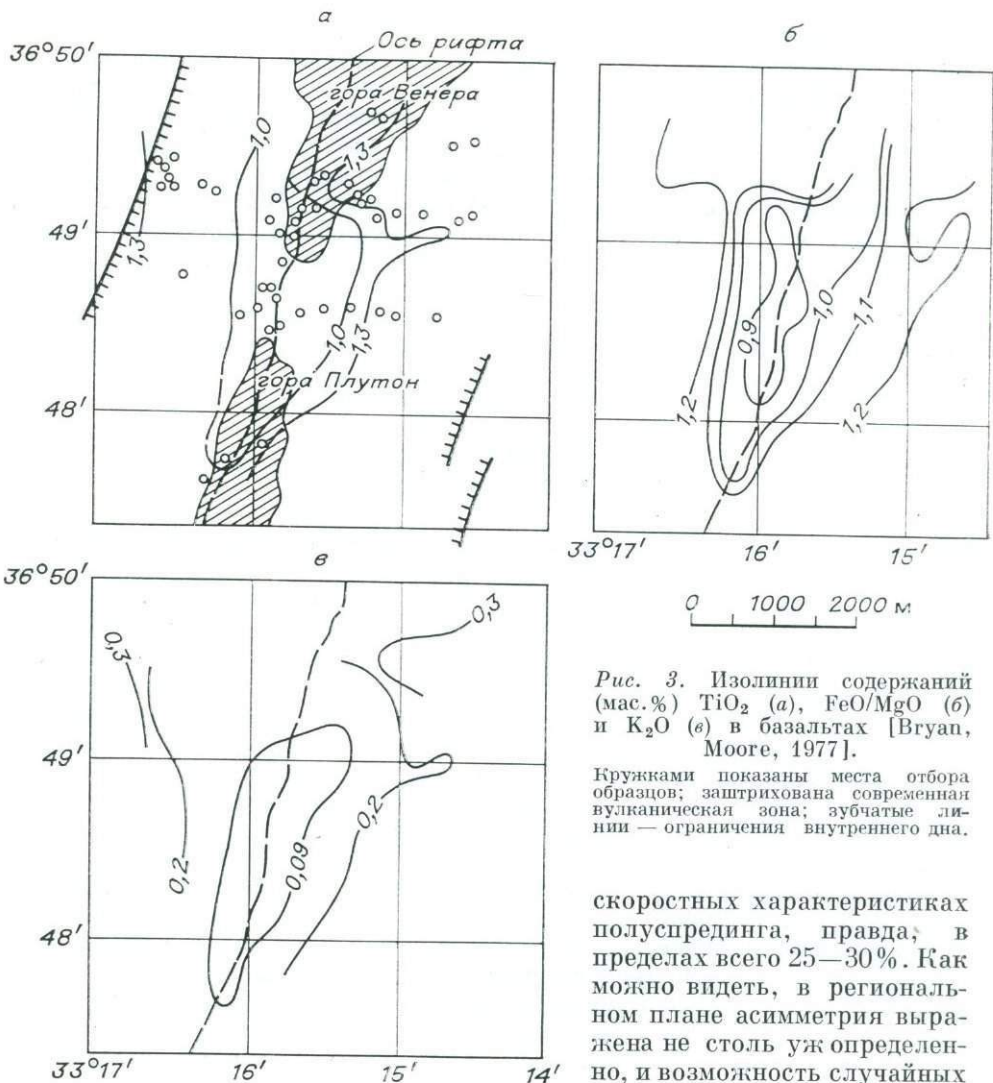 а
36°50'
Ось рифта
гора Венера
1,0
1,3
1,3
49'
1,0
1,3
гора Плутон
48'
б
0,9
1,0
1,1
1,2
1,2
33°17'
16'
15'
0 1000 2000 м
в
36°50'
0,3
0,3
49'
0,2
0,09
0,2
48'
33°17'
16'
15'
14'
Рис. 3. Изолинии содержаний
(мас.%) TiO₂ (а), FeO/MgO (б)
и K₂O (в) в базальтах [Bryan,
Moore, 1977].
Кружками показаны места отбора
образцов; заштрихована современная
вулканическая зона; зубчатые ли-
нии — ограничения внутреннего дна.
скоростных характеристиках
полуспрединга, правда, в
пределах всего 25—30%. Как
можно видеть, в региональ-
ном плане асимметрия выра-
жена не столь уж определен-
но, и возможность случайных